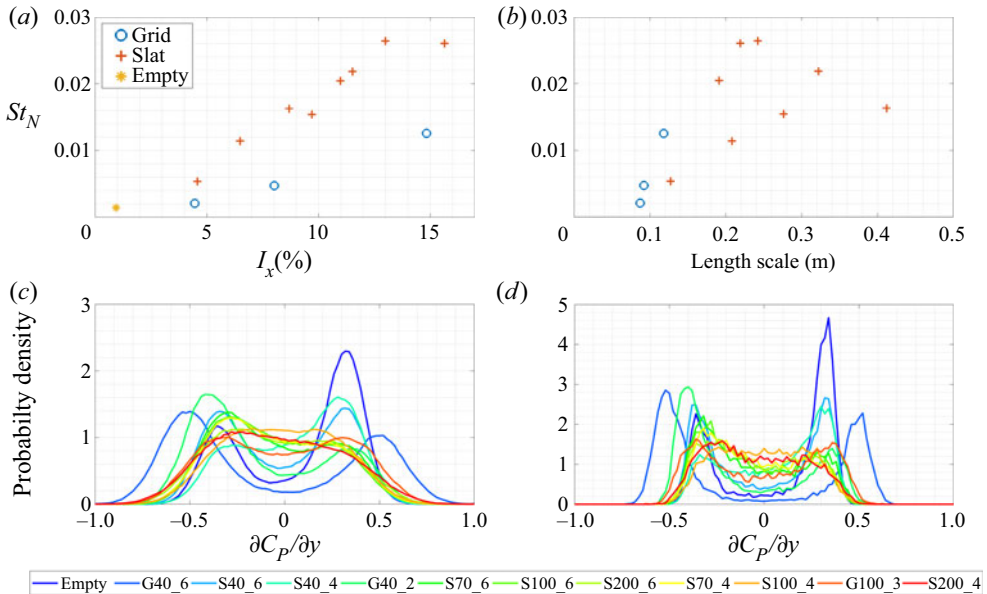 (a)
(b)
0.03
0.02
0.01
St_N
Grid
Slat
Empty
0 5 10 15
I_x(%)
0.03
0.02
0.01
0 0.1 0.2 0.3 0.4 0.5
Length scale (m)
(c)
(d)
3
2
1
0
Probabilty density
−1.0 −0.5 0 0.5 1.0
∂C_P/∂y
5
4
3
2
1
0
−1.0 −0.5 0 0.5 1.0
∂C_P/∂y
Empty G40_6 S40_6 S40_4 G40_2 S70_6 S100_6 S200_6 S70_4 S100_4 G100_3 S200_4